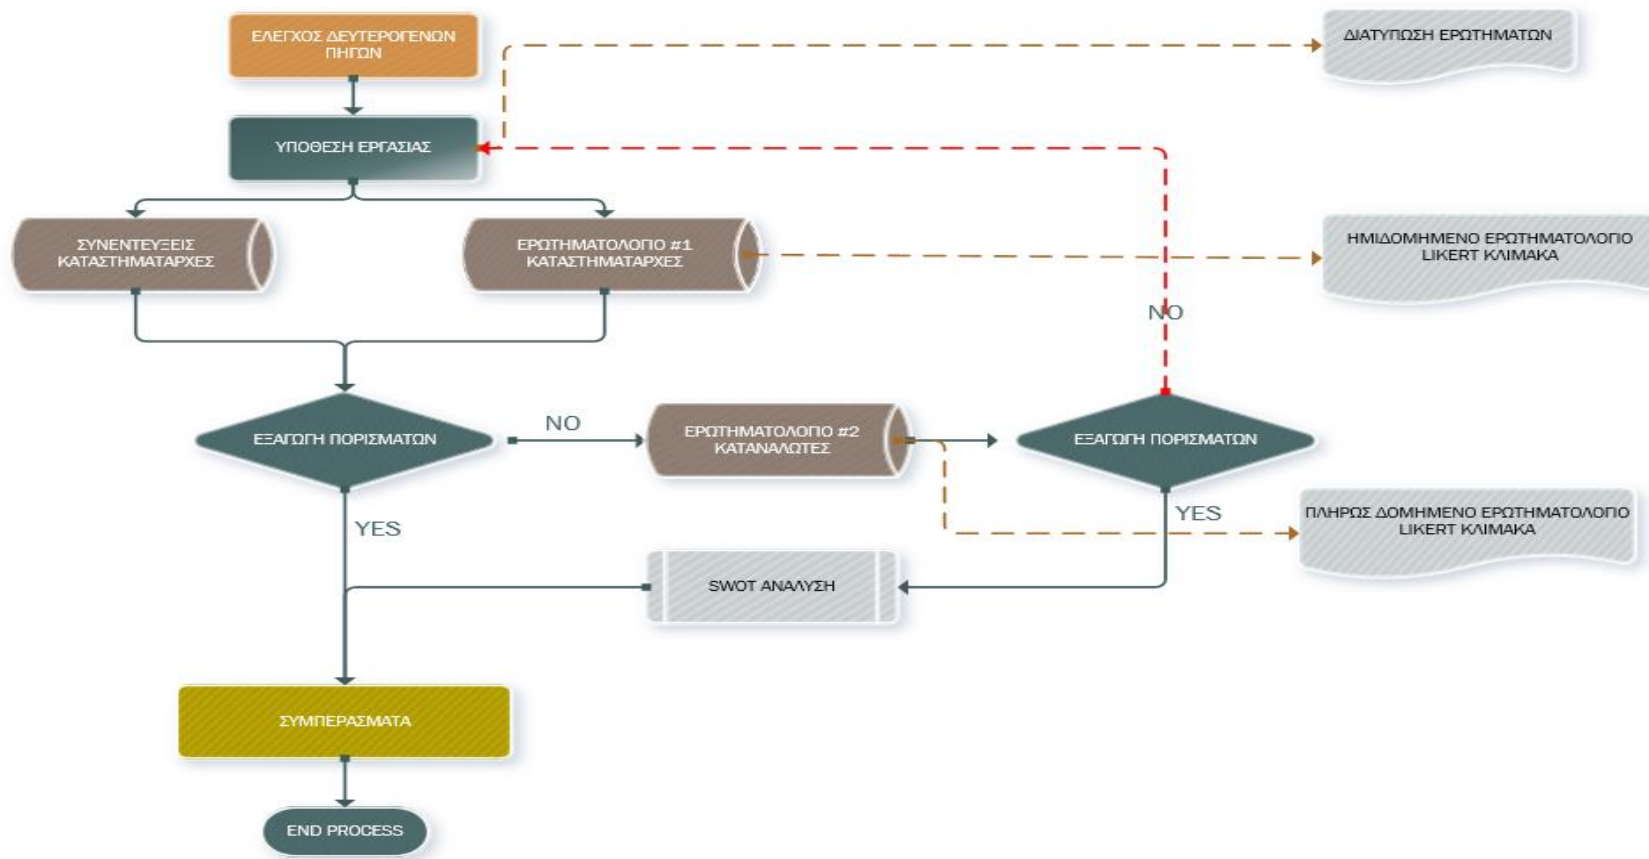 ΕΛΕΓΧΟΣ ΔΕΥΤΕΡΟΓΕΝΩΝ
ΠΗΓΩΝ
ΔΙΑΤΥΠΩΣΗ ΕΡΩΤΗΜΑΤΩΝ
ΥΠΟΘΕΣΗ ΕΡΓΑΣΙΑΣ
ΣΥΝΕΝΤΕΥΞΕΙΣ
ΚΑΤΑΣΤΗΜΑΤΑΡΧΕΣ
ΕΡΩΤΗΜΑΤΟΛΟΓΙΟ #1
ΚΑΤΑΣΤΗΜΑΤΑΡΧΕΣ
ΗΜΙΔΟΜΗΜΕΝΟ ΕΡΩΤΗΜΑΤΟΛΟΓΙΟ
LIKERT ΚΛΙΜΑΚΑ
NO
ΕΞΑΓΩΓΗ ΠΟΡΙΣΜΑΤΩΝ
NO
ΕΡΩΤΗΜΑΤΟΛΟΓΙΟ #2
ΚΑΤΑΝΑΛΩΤΕΣ
ΕΞΑΓΩΓΗ ΠΟΡΙΣΜΑΤΩΝ
YES
YES
ΠΛΗΡΩΣ ΔΟΜΗΜΕΝΟ ΕΡΩΤΗΜΑΤΟΛΟΓΙΟ
LIKERT ΚΛΙΜΑΚΑ
SWOT ΑΝΑΛΥΣΗ
ΣΥΜΠΕΡΑΣΜΑΤΑ
END PROCESS